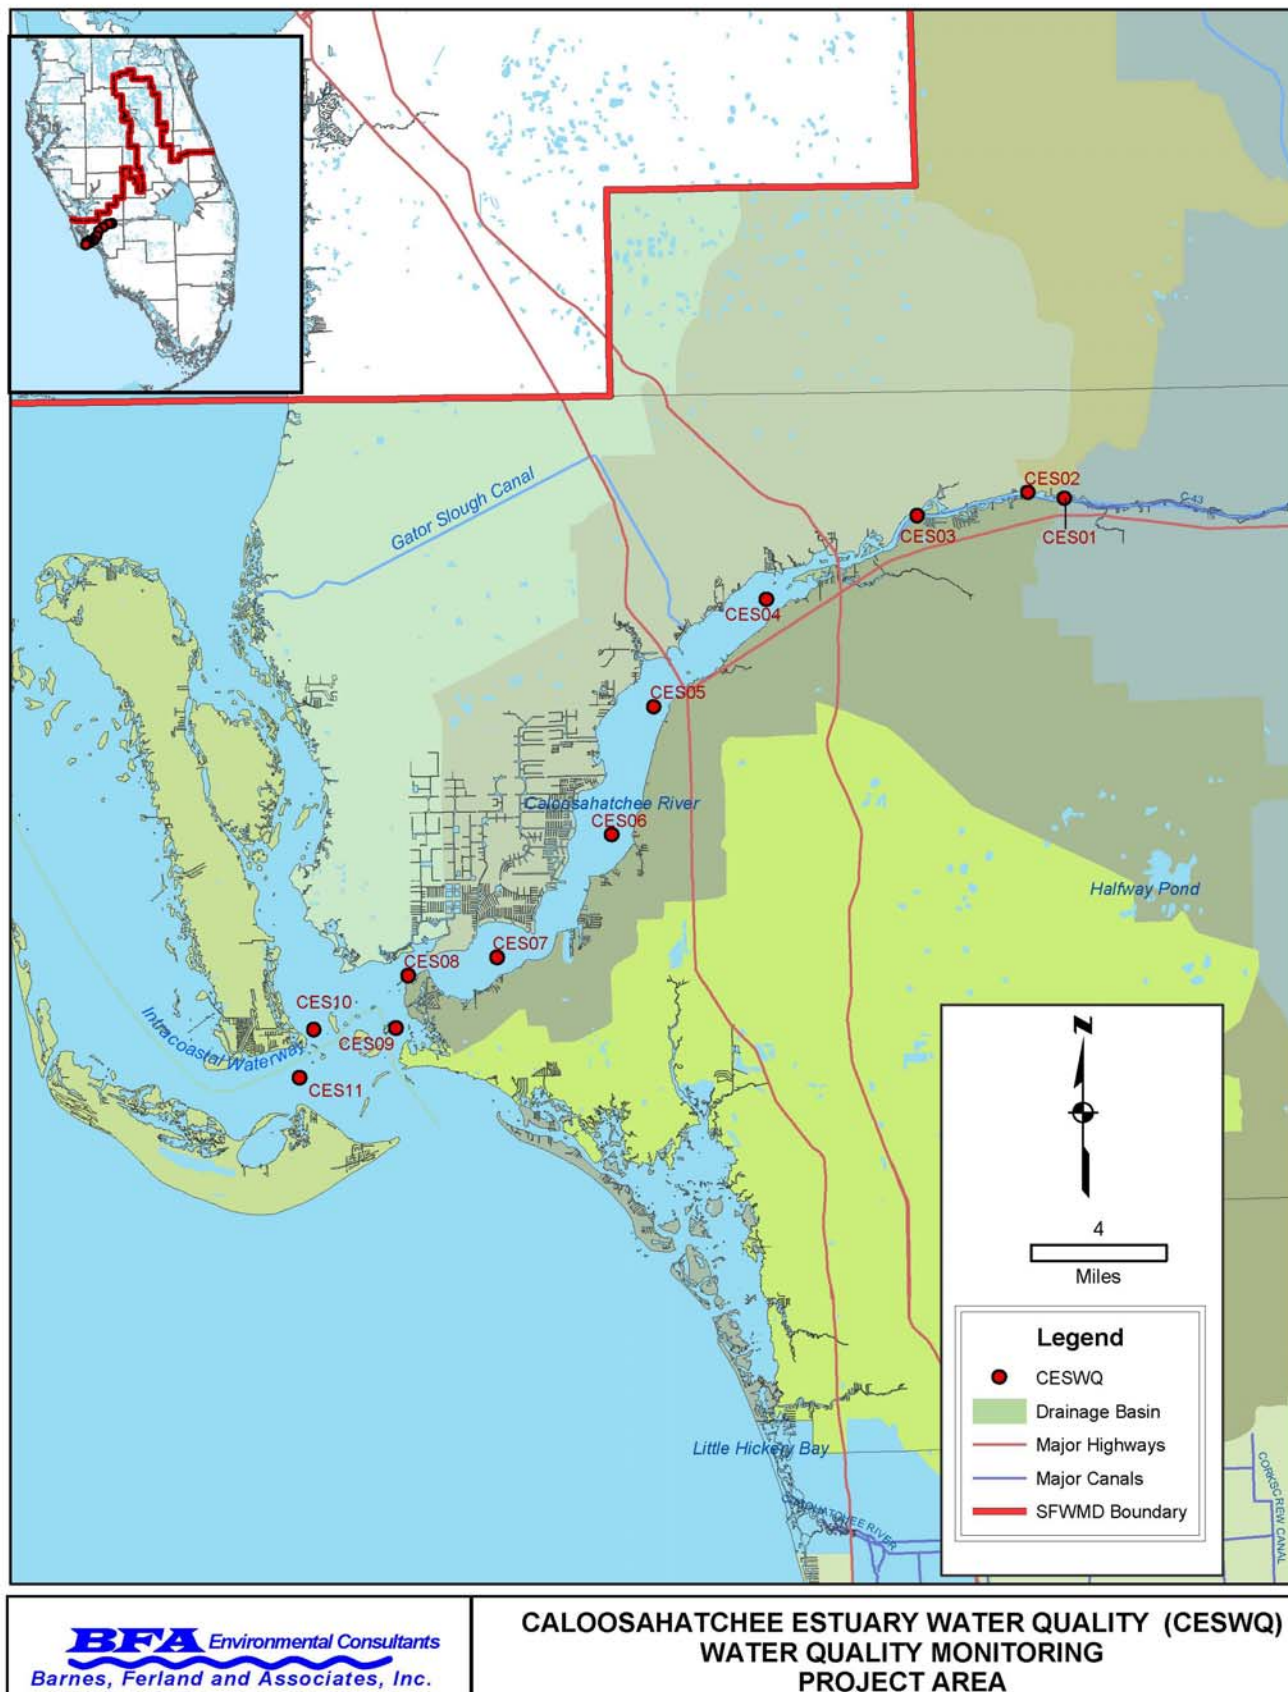 Gator Slough Canal
CES02
C-43
CES03
CES01
CES04
CES05
Caloosahatchee River
CES06
Halfway Pond
CES07
CES08
CES10
CES09
Intracoastal Waterway
CES11
N
4
Miles
Legend
CESWQ
Drainage Basin
Major Highways
Major Canals
SFWMD Boundary
Little Hickery Bay
RIVER
CORKSCREW CANAL
BFA Environmental Consultants
Barnes, Ferland and Associates, Inc.
CALOOSAHATCHEE ESTUARY WATER QUALITY (CESWQ)
WATER QUALITY MONITORING
PROJECT AREA